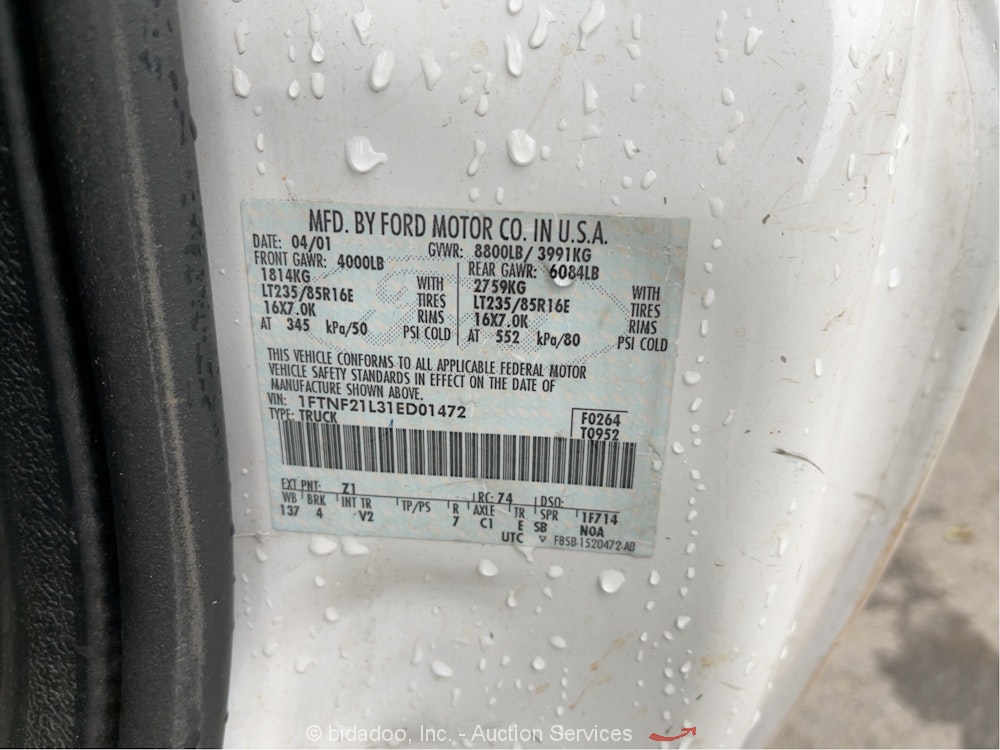 MFD. BY FORD MOTOR CO. IN U.S.A.
DATE: 04/01 GVWR: 8800LB/ 3991KG
FRONT GAWR: 4000LB REAR GAWR: 6084LB
1814KG WITH 2759KG WITH
LT235/85R16E TIRES LT235/85R16E TIRES
16X7.0K RIMS 16X7.0K RIMS
AT 345 kPa/50 PSI COLD AT 552 kPa/80 PSI COLD
THIS VEHICLE CONFORMS TO ALL APPLICABLE FEDERAL MOTOR
VEHICLE SAFETY STANDARDS IN EFFECT ON THE DATE OF
MANUFACTURE SHOWN ABOVE.
VIN: 1FTNF21L31ED01472 F0264
TYPE: TRUCK T0952
EXT PNT: Z1 RC: 74 DSO:
WB BRK INT TR TP/PS R AXLE TR SPR 1F714
137 4 V2 7 C1 E SB N0A
UTC F85B-1520472-AB
© bidadoo, Inc. - Auction Services